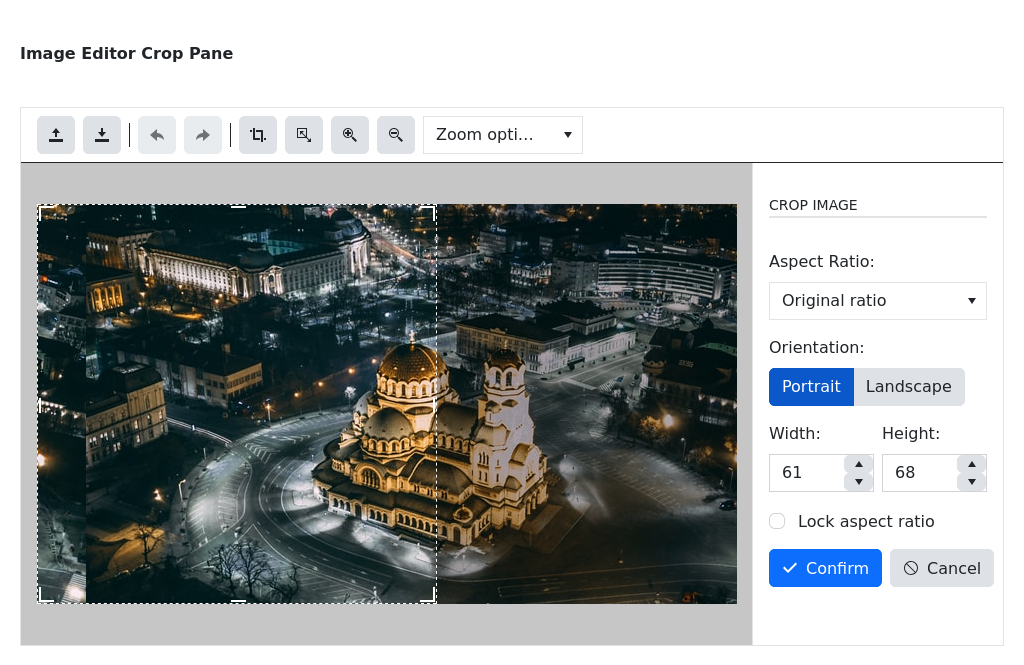 Image Editor Crop Pane
Zoom opti...
CROP IMAGE
Aspect Ratio:
Original ratio
Orientation:
Portrait Landscape
Width: Height:
61 68
Lock aspect ratio
Confirm Cancel